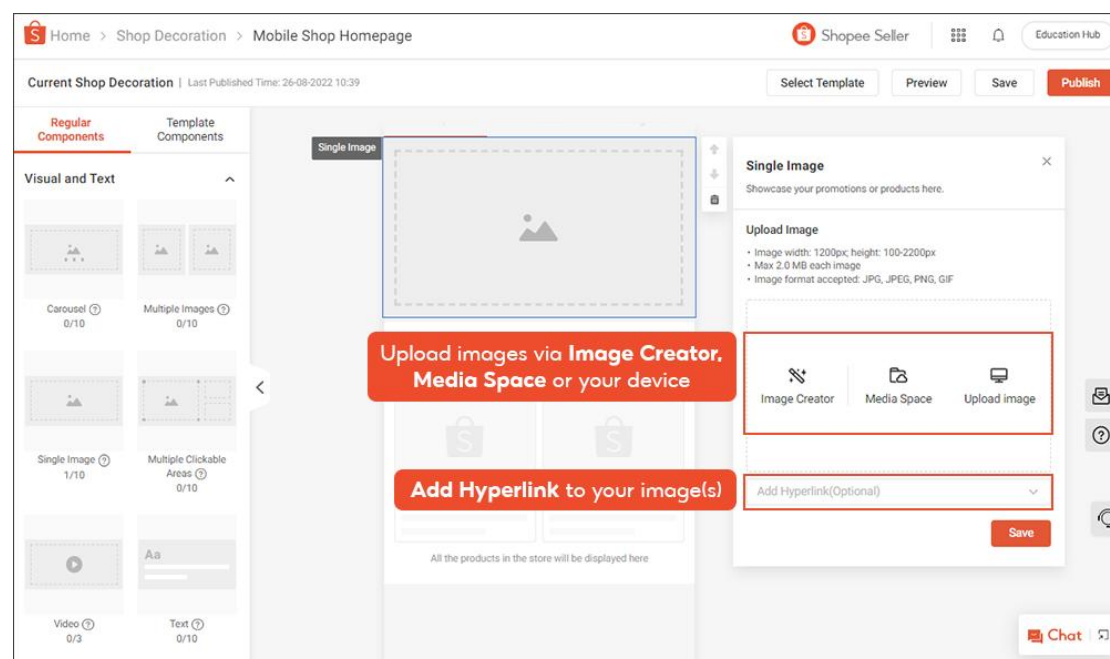 S Home > Shop Decoration > Mobile Shop Homepage
S Shopee Seller
Education Hub
Current Shop Decoration | Last Published Time: 26-08-2022 10:39
Select Template
Preview
Save
Publish
Regular
Components
Template
Components
Visual and Text
Carousel ?
0/10
Multiple Images ?
0/10
Single Image ?
1/10
Multiple Clickable
Areas ?
0/10
Video ?
0/3
Aa
Text ?
0/10
Single Image
Upload images via Image Creator,
Media Space or your device
S
S
Add Hyperlink to your image(s)
All the products in the store will be displayed here
Single Image
Showcase your promotions or products here.
Upload Image
• Image width: 1200px; height: 100-2200px
• Max 2.0 MB each image
• Image format accepted: JPG, JPEG, PNG, GIF
Image Creator
Media Space
Upload image
Add Hyperlink(Optional)
Save
?
Chat